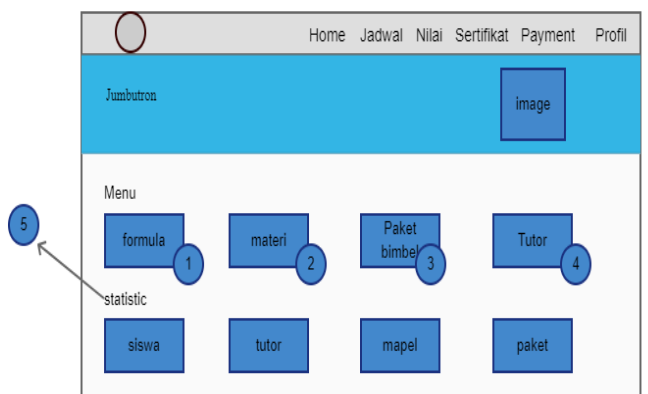 Home Jadwal Nilai Sertifikat Payment Profil
Jumbutron
image
Menu
5
formula
materi
Paket
bimbel
Tutor
1
2
3
4
statistic
siswa
tutor
mapel
paket